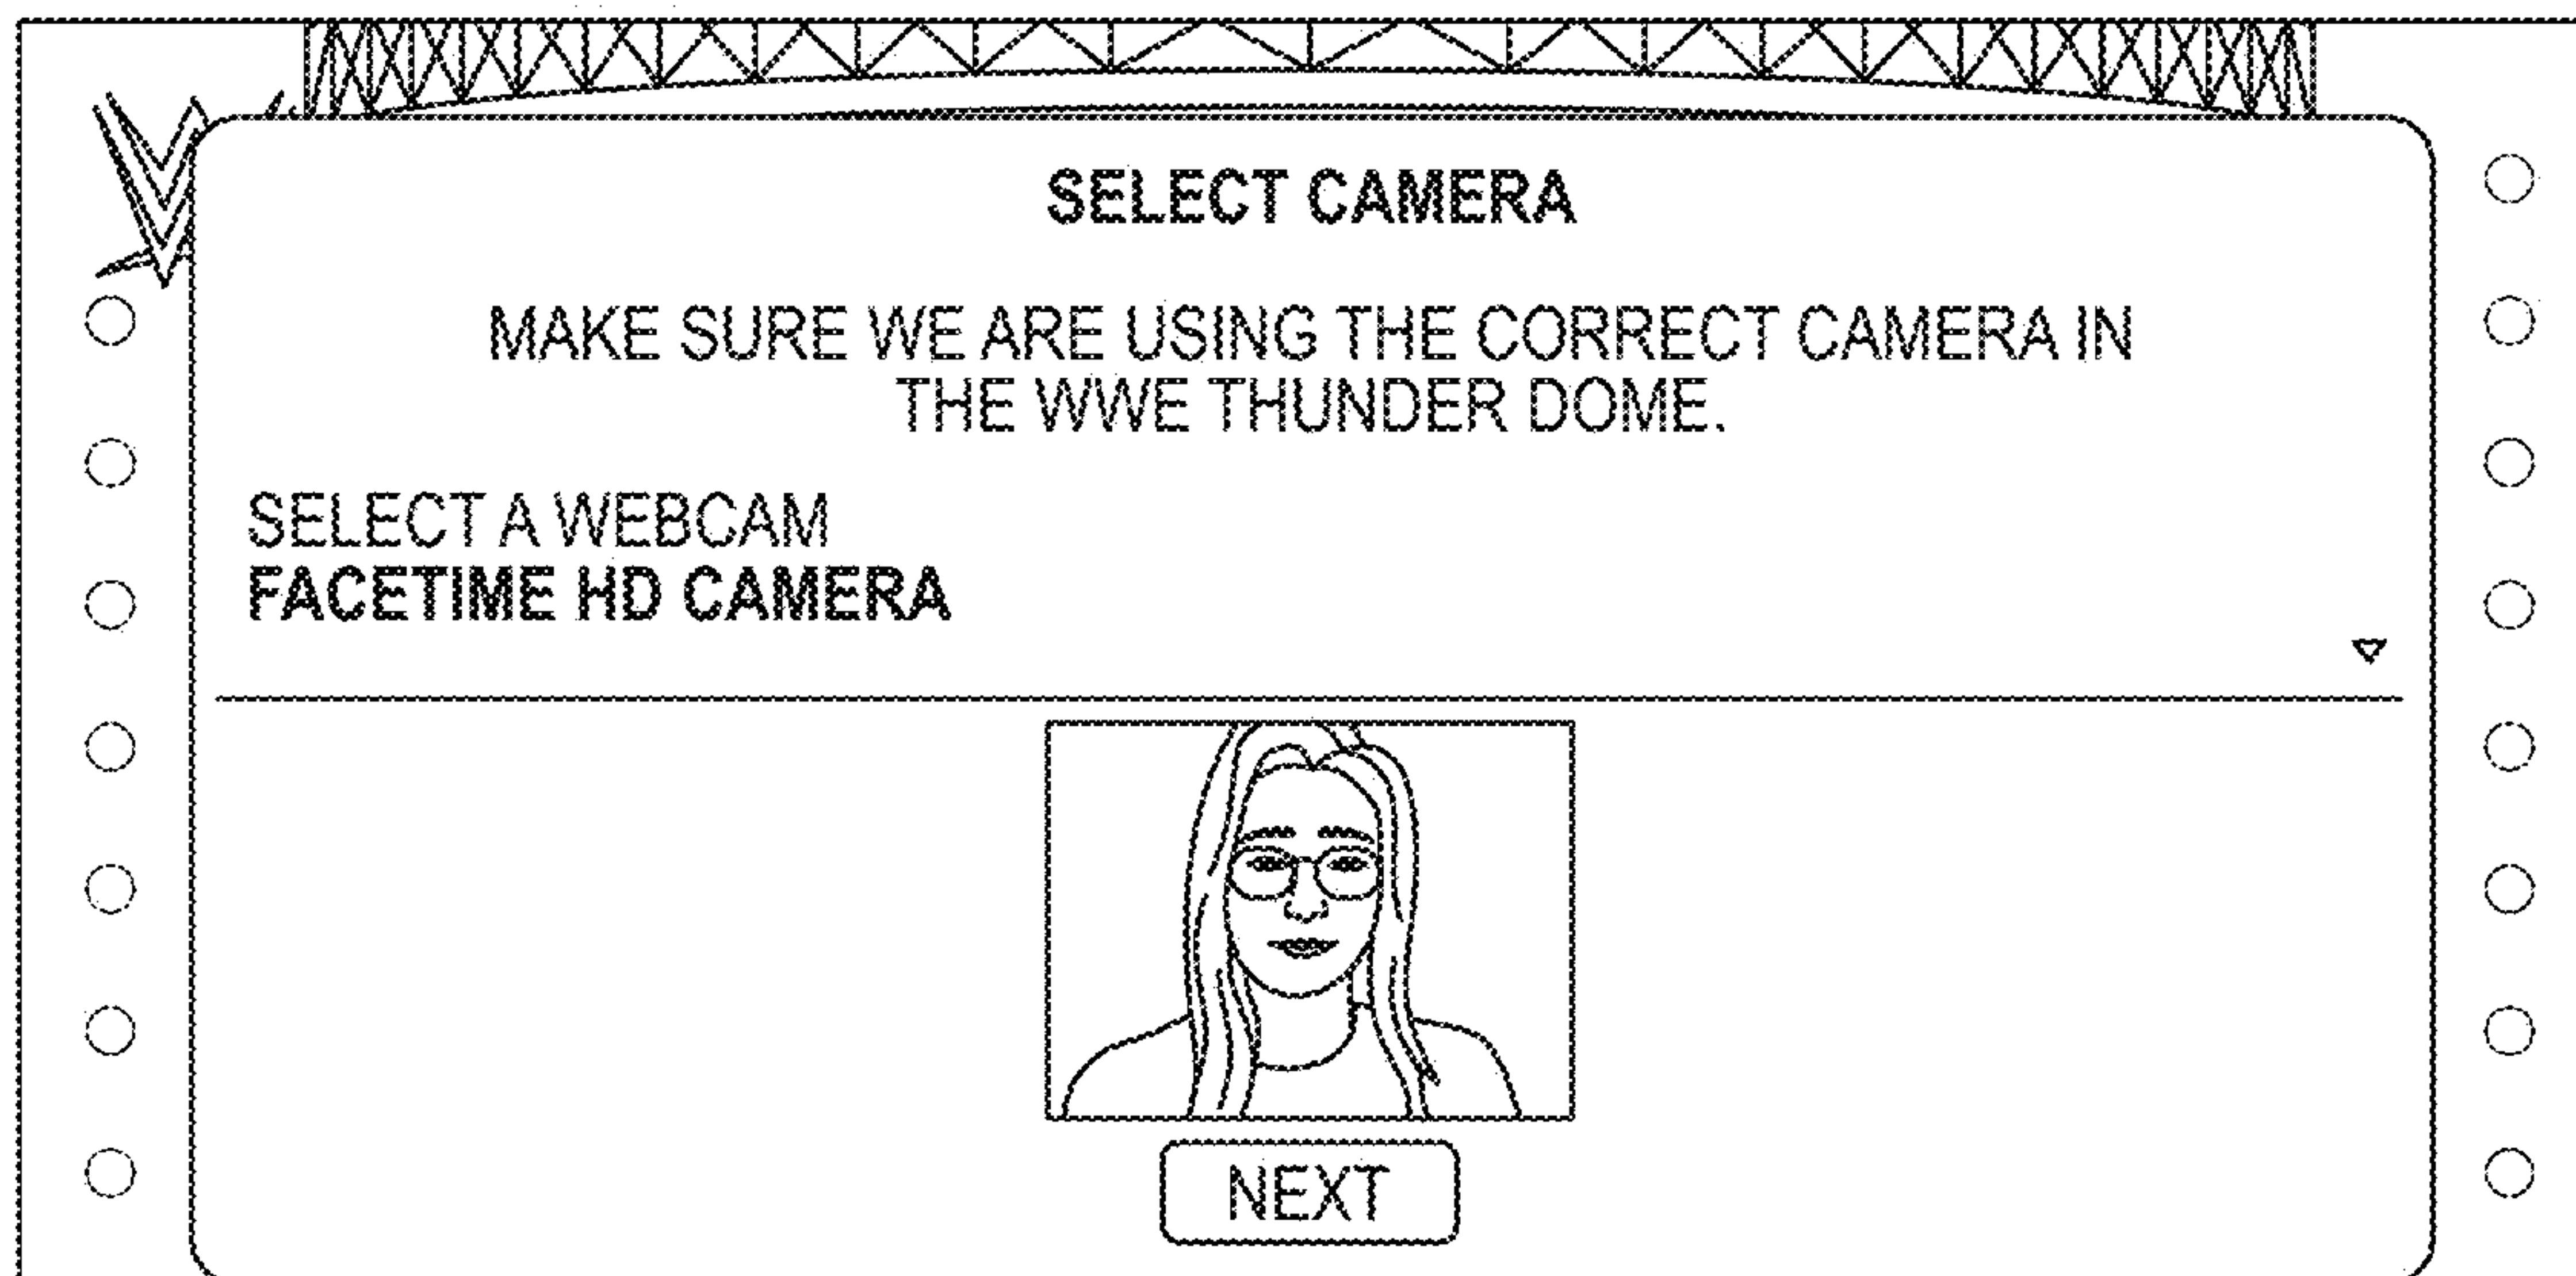 SELECT CAMERA
MAKE SURE WE ARE USING THE CORRECT CAMERA IN
THE WWE THUNDER DOME.
SELECT A WEBCAM
FACETIME HD CAMERA
NEXT